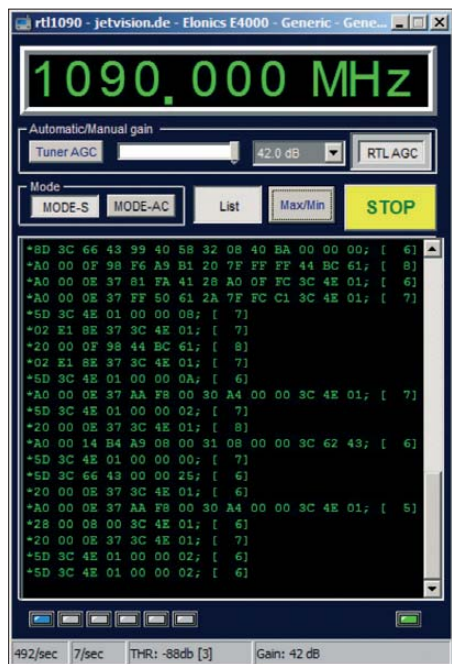 rtl1090 - jetvision.de - Elonics E4000 - Generic - Gene...
1090.000 MHz
Automatic/Manual gain
Tuner AGC 42.0 dB RTL AGC
Mode
MODE-S MODE-AC List Max/Min STOP
*8D 3C 66 43 99 40 58 32 08 40 BA 00 00 00; [ 6]
*A0 00 0F 98 F6 A9 B1 20 7F FF FF 44 BC 61; [ 8]
*A0 00 0E 37 81 FA 41 28 A0 0F FC 3C 4E 01; [ 6]
*A0 00 0E 37 FF 50 61 2A 7F FC C1 3C 4E 01; [ 7]
*5D 3C 4E 01 00 00 08; [ 7]
*02 E1 8E 37 3C 4E 01; [ 7]
*20 00 0F 98 44 BC 61; [ 8]
*02 E1 8E 37 3C 4E 01; [ 7]
*5D 3C 4E 01 00 00 0A; [ 6]
*A0 00 0E 37 AA F8 00 30 A4 00 00 3C 4E 01; [ 7]
*5D 3C 4E 01 00 00 02; [ 7]
*20 00 0E 37 3C 4E 01; [ 8]
*A0 00 14 B4 A9 08 00 31 08 00 00 3C 62 43; [ 6]
*5D 3C 4E 01 00 00 00; [ 7]
*5D 3C 66 43 00 00 25; [ 6]
*20 00 0E 37 3C 4E 01; [ 6]
*A0 00 0E 37 AA F8 00 30 A4 00 00 3C 4E 01; [ 5]
*28 00 08 00 3C 4E 01; [ 6]
*20 00 0E 37 3C 4E 01; [ 6]
*5D 3C 4E 01 00 00 02; [ 6]
*5D 3C 4E 01 00 00 02; [ 6]
492/sec 7/sec THR: -88db [3] Gain: 42 dB